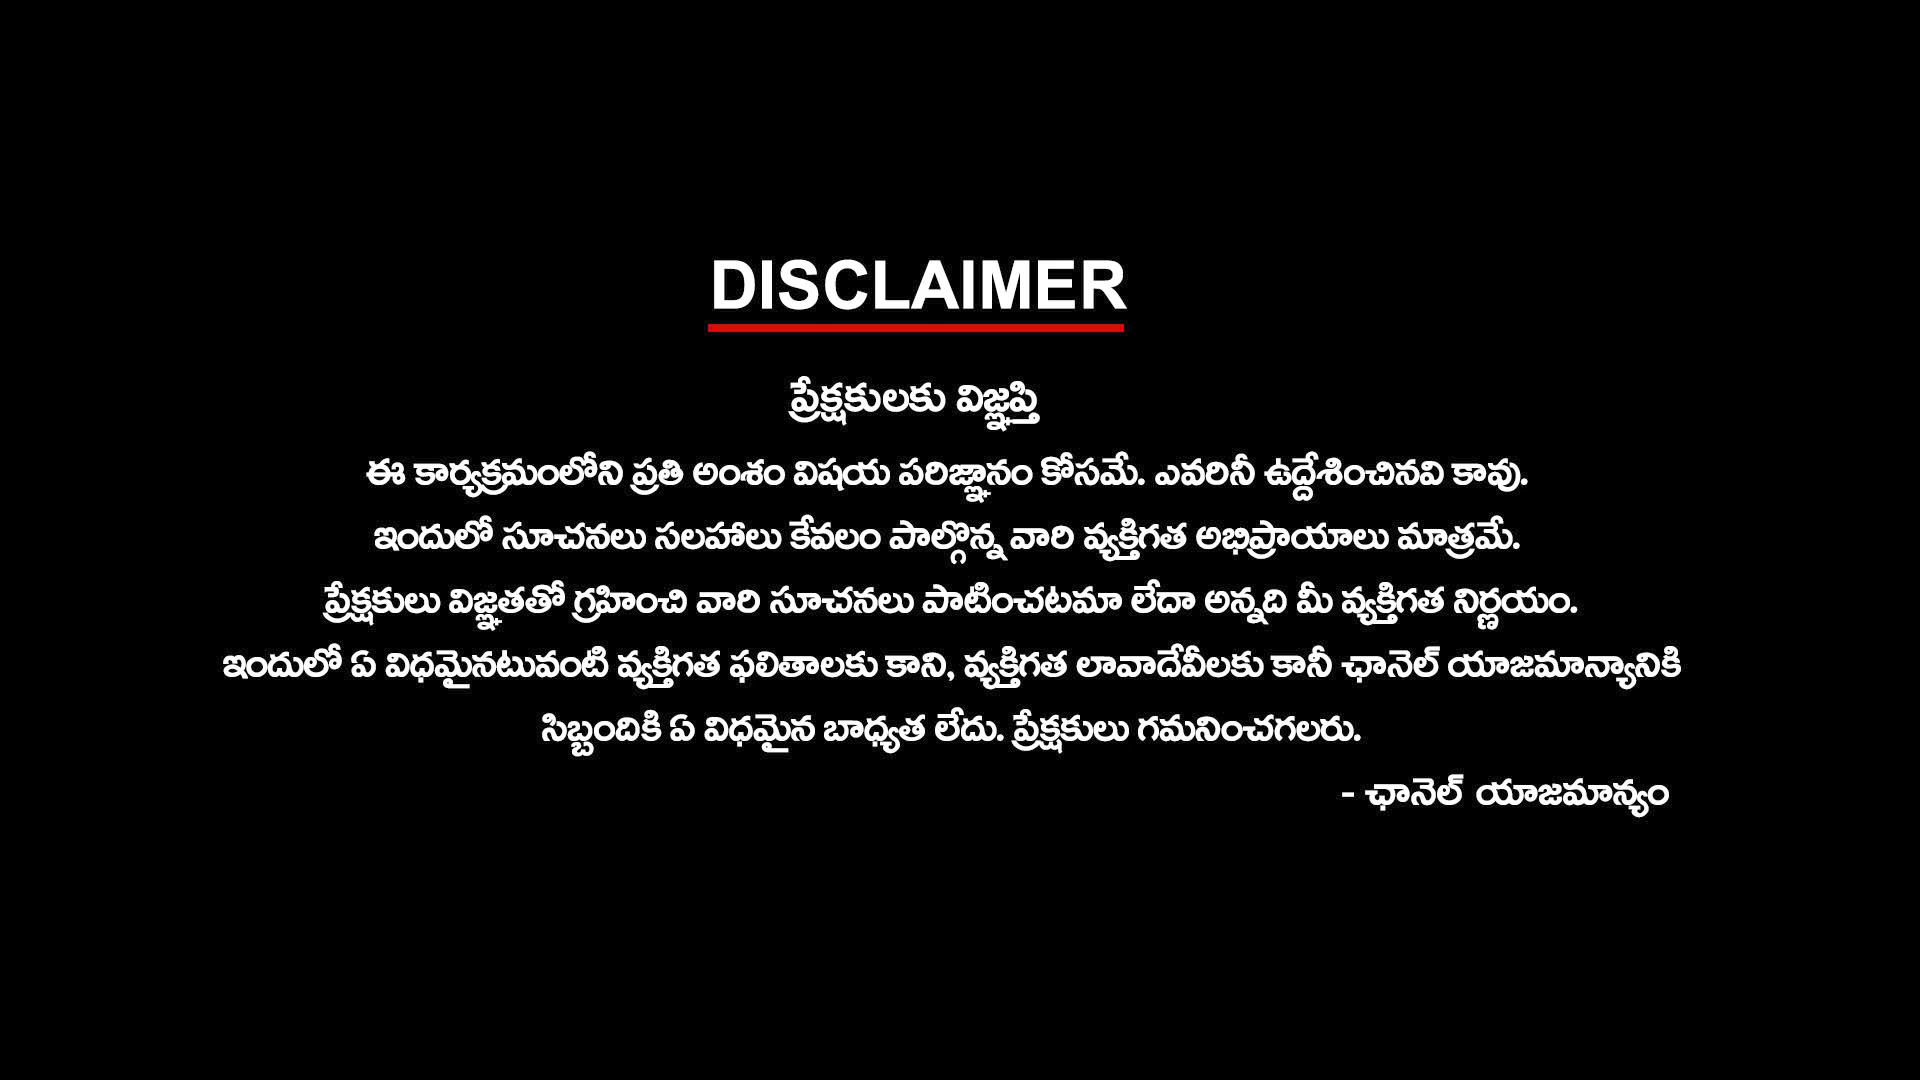 DISCLAIMER
ప్రేక్షకులకు విజ్ఞప్తి
ఈ కార్యక్రమంలోని ప్రతి అంశం విషయ పరిజ్ఞానం కోసమే. ఎవరినీ ఉద్దేశించినవి కావు.
ఇందులో సూచనలు సలహాలు కేవలం పాల్గొన్న వారి వ్యక్తిగత అభిప్రాయాలు మాత్రమే.
ప్రేక్షకులు విజ్ఞతతో గ్రహించి వారి సూచనలు పాటించటమా లేదా అన్నది మీ వ్యక్తిగత నిర్ణయం.
ఇందులో ఏ విధమైనటువంటి వ్యక్తిగత ఫలితాలకు కాని, వ్యక్తిగత లావాదేవీలకు కానీ ఛానెల్ యాజమాన్యానికి
సిబ్బందికి ఏ విధమైన బాధ్యత లేదు. ప్రేక్షకులు గమనించగలరు.
- ఛానెల్ యాజమాన్యం